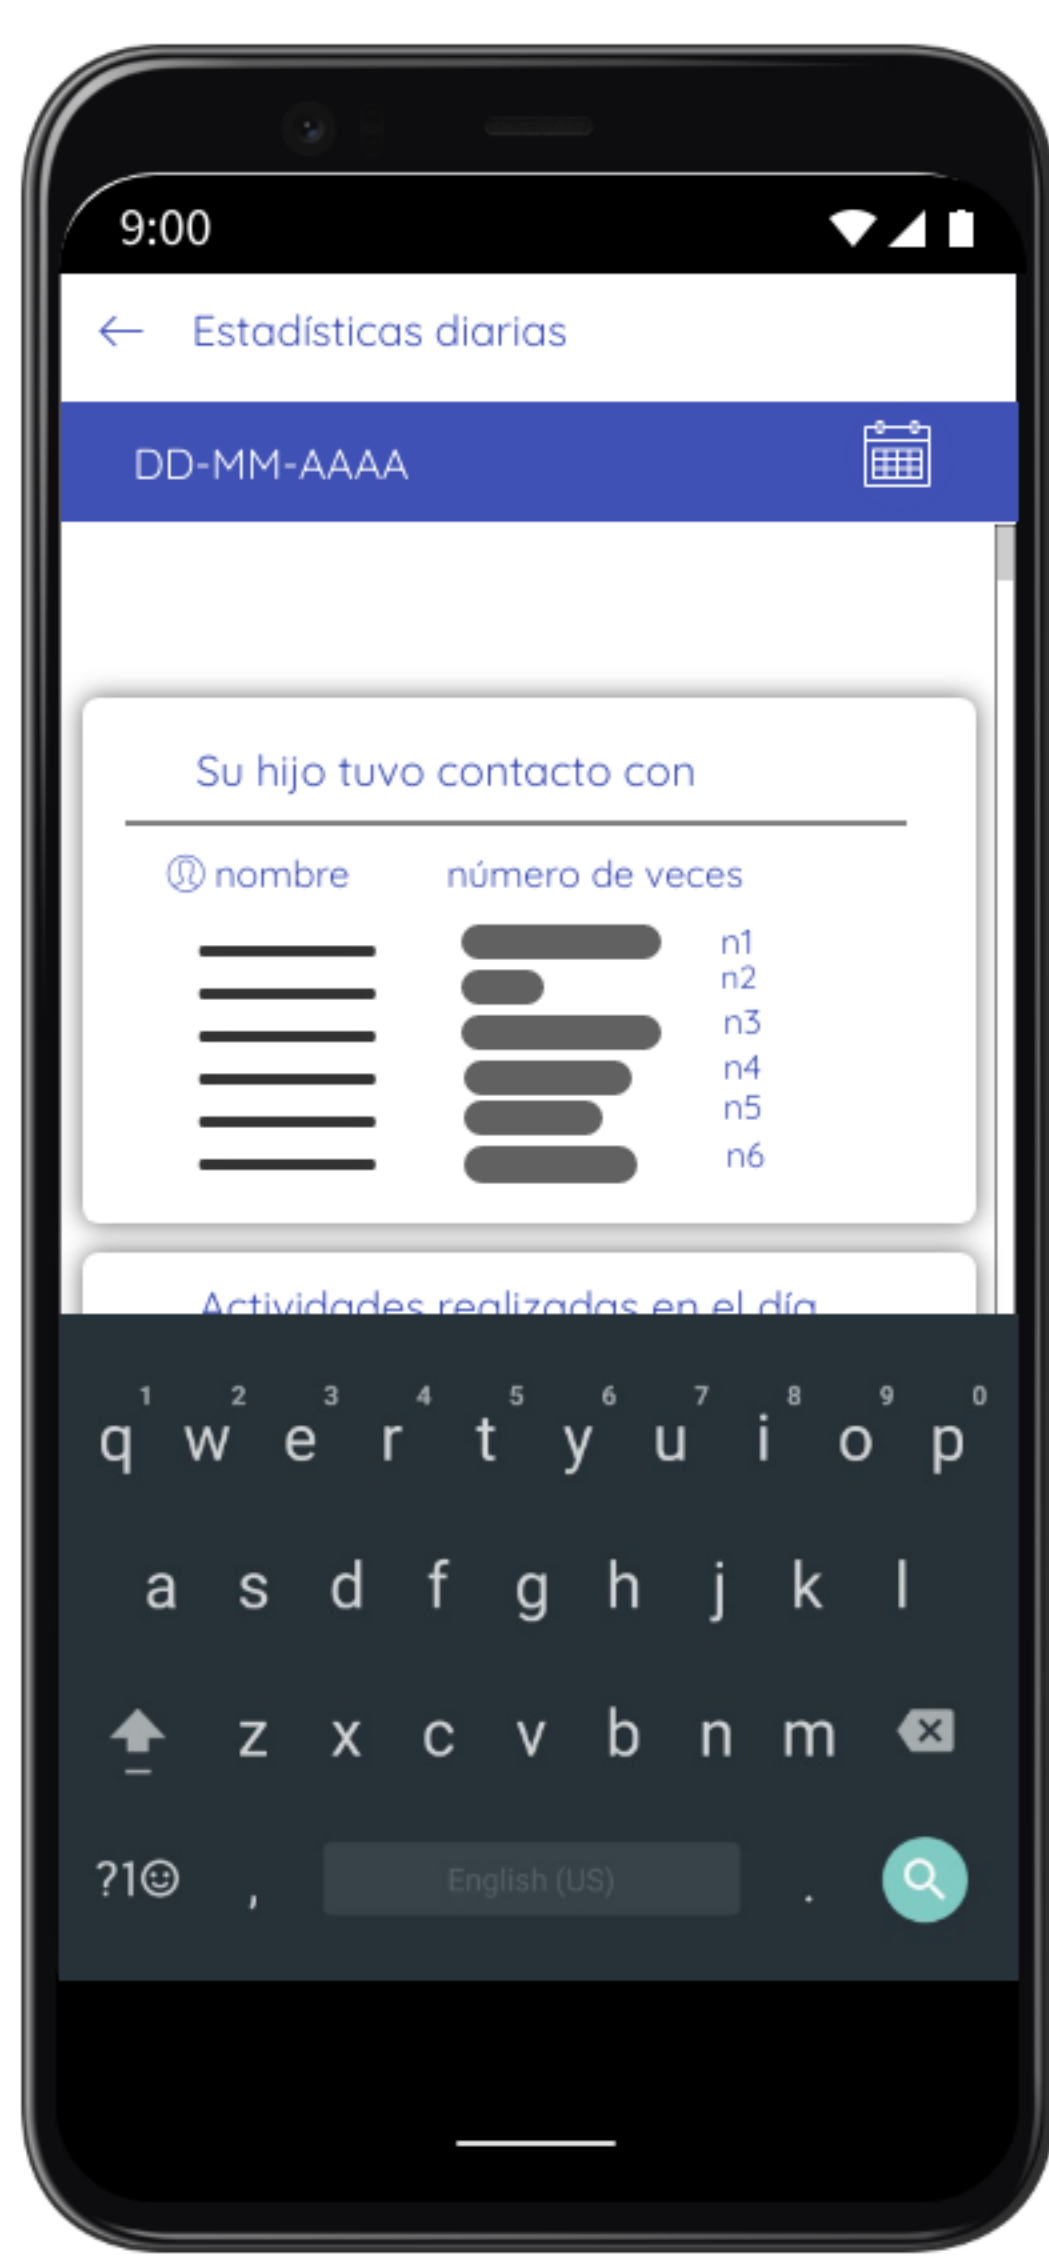 9:00
Estadísticas diarias
DD-MM-AAAA
Su hijo tuvo contacto con
nombre número de veces
n1
n2
n3
n4
n5
n6
Actividades realizadas en el día
1 2 3 4 5 6 7 8 9 0
q w e r t y u i o p
a s d f g h j k l
z x c v b n m
?1☺ , English (US) .